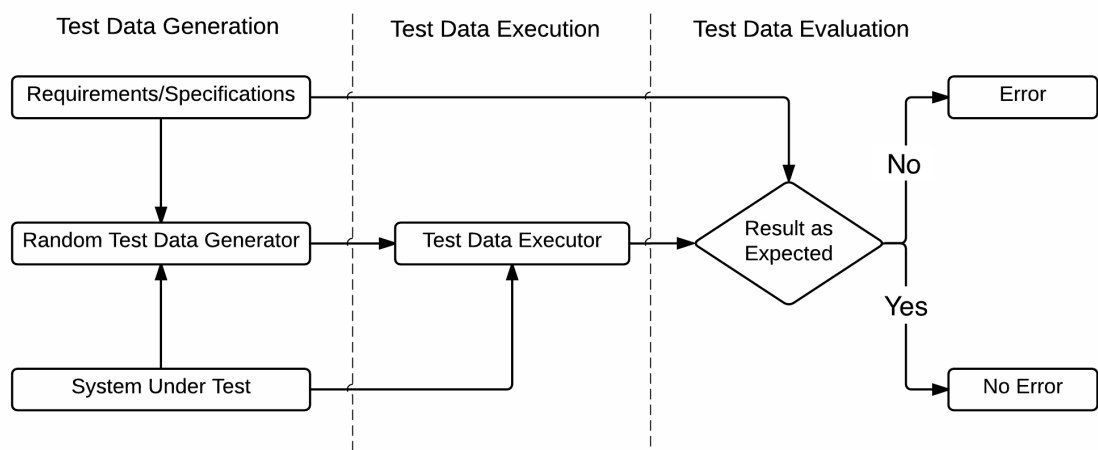 Test Data Generation
Test Data Execution
Test Data Evaluation
Requirements/Specifications
Error
No
Random Test Data Generator
Test Data Executor
Result as
Expected
Yes
System Under Test
No Error